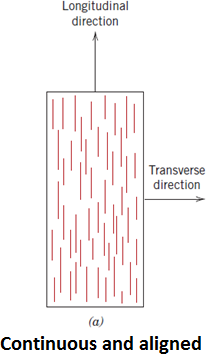 Longitudinal
direction
Transverse
direction
(a)
Continuous and aligned